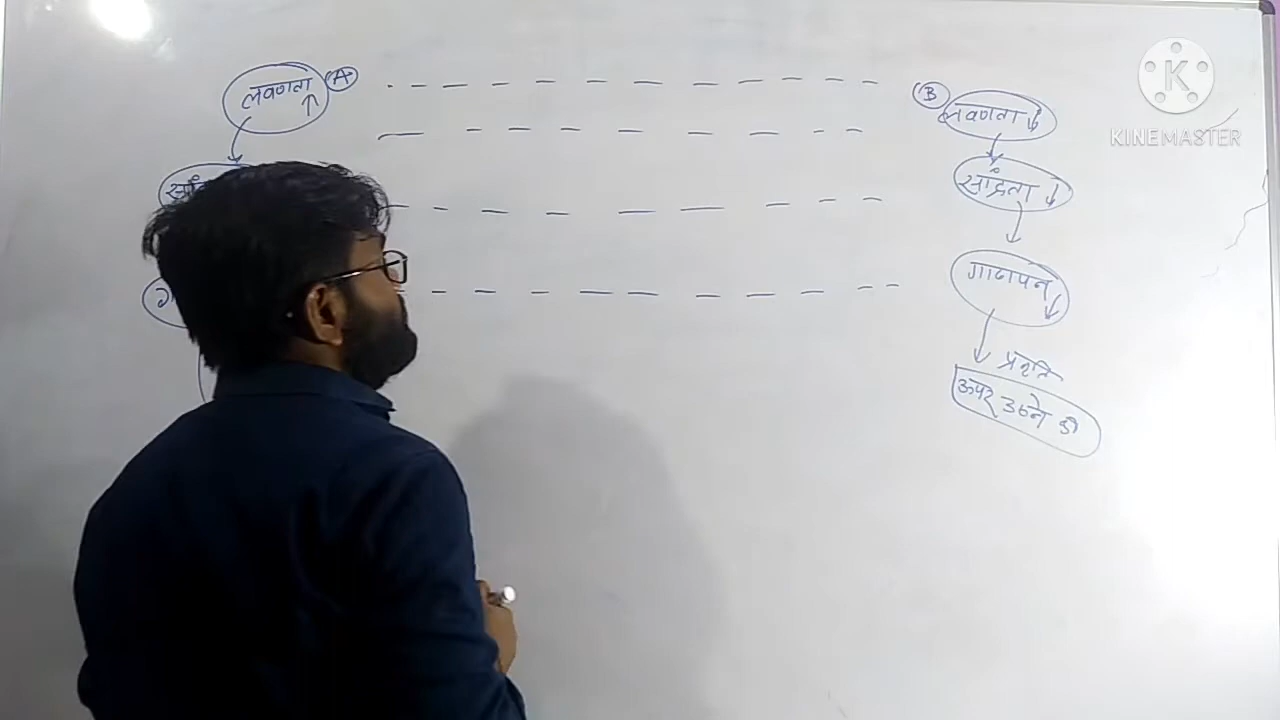 लवणता ↑ (A)
(B)
लवणता ↓
सांद्रता ↓
गाढापन ↓
प्रवृत्ति
ऊपर उठने की
K
KINEMASTER